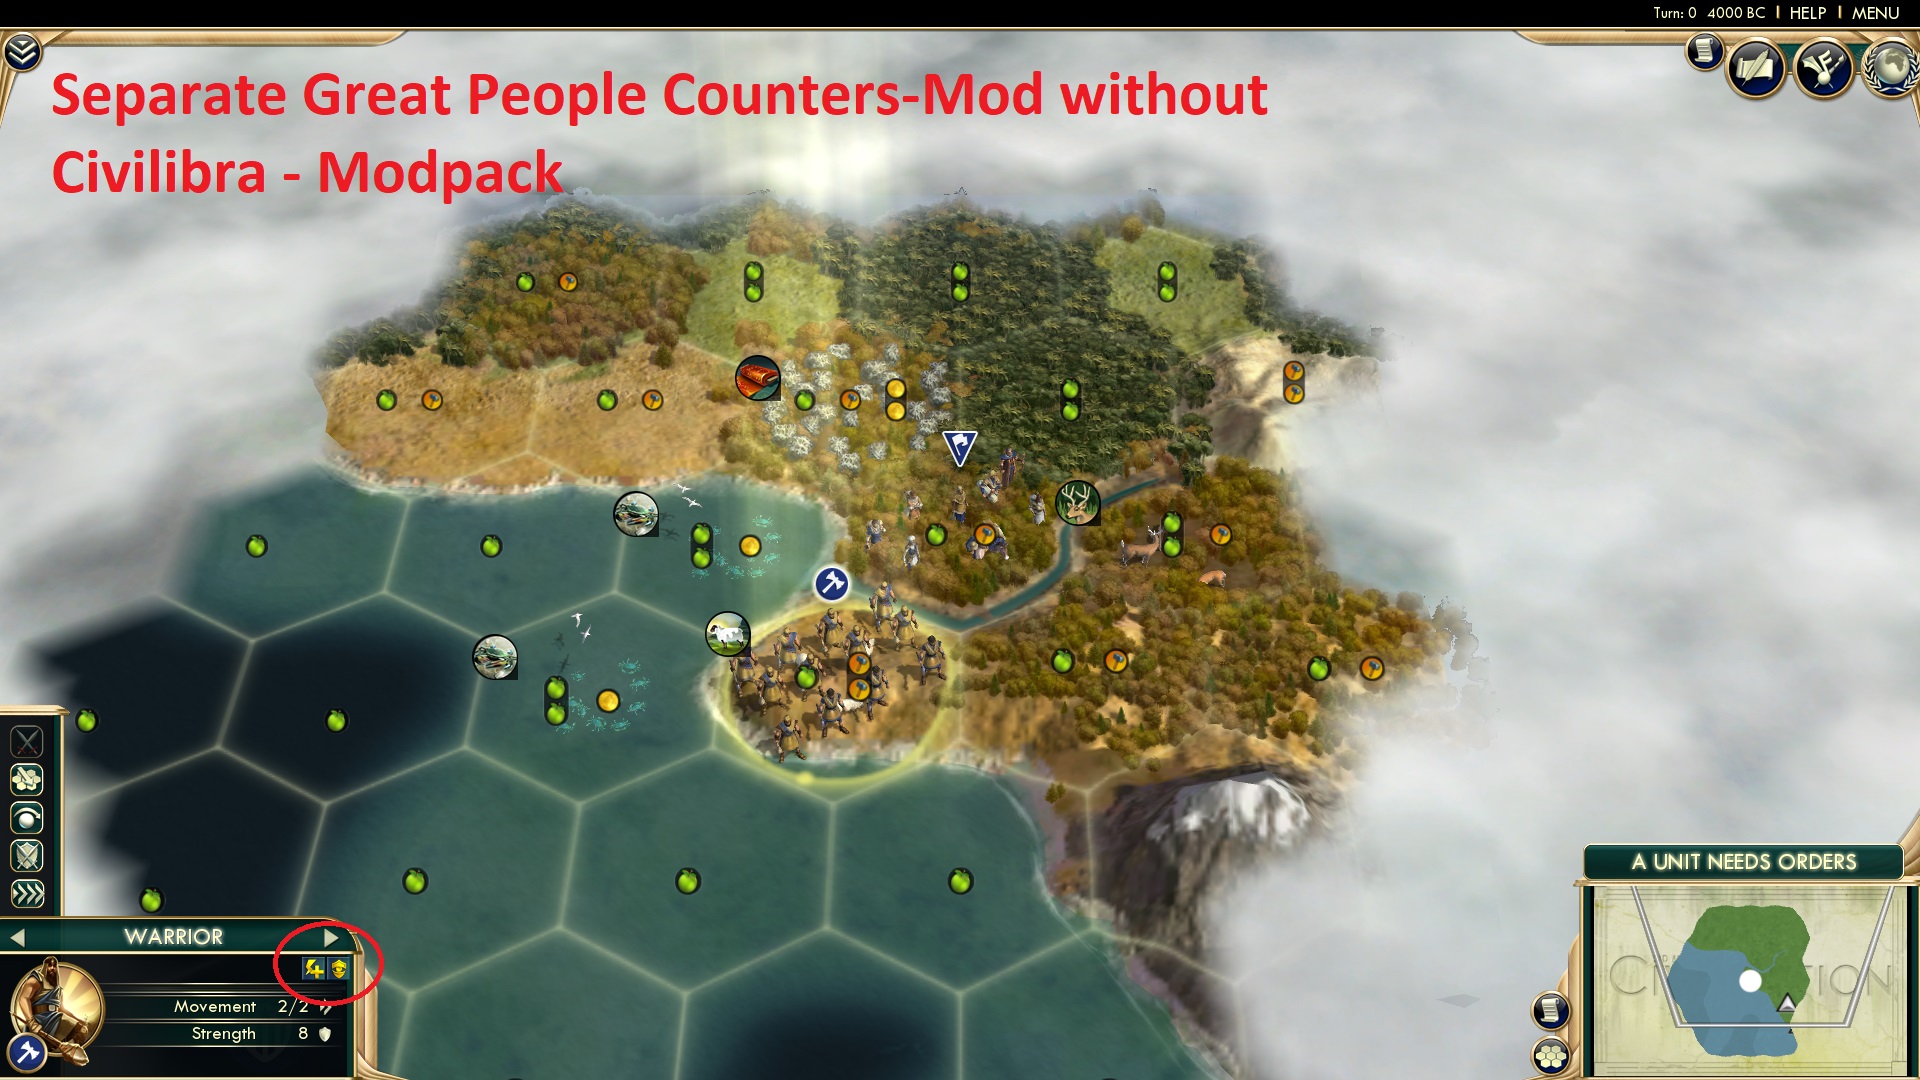 Turn: 0 4000 BC | HELP | MENU
Separate Great People Counters-Mod without
Civilibra - Modpack
A UNIT NEEDS ORDERS
WARRIOR
Movement 2/2
Strength 8